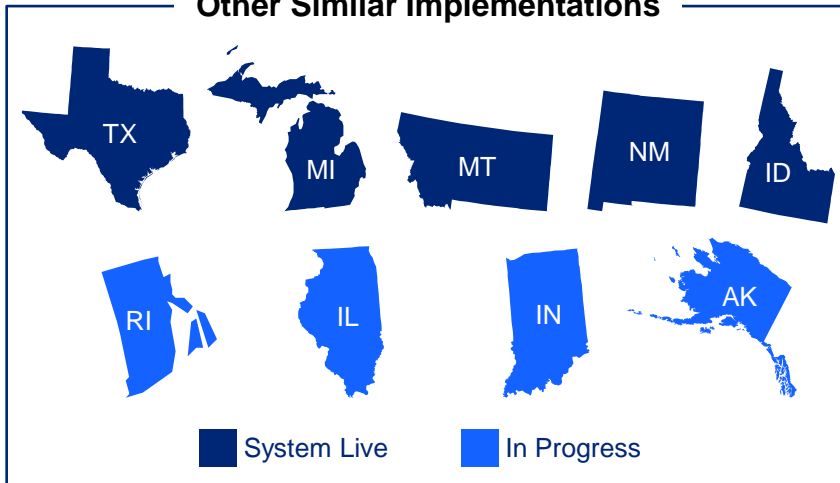 Other Similar Implementations
TX
MI
MT
NM
ID
RI
IL
IN
AK
System Live
In Progress